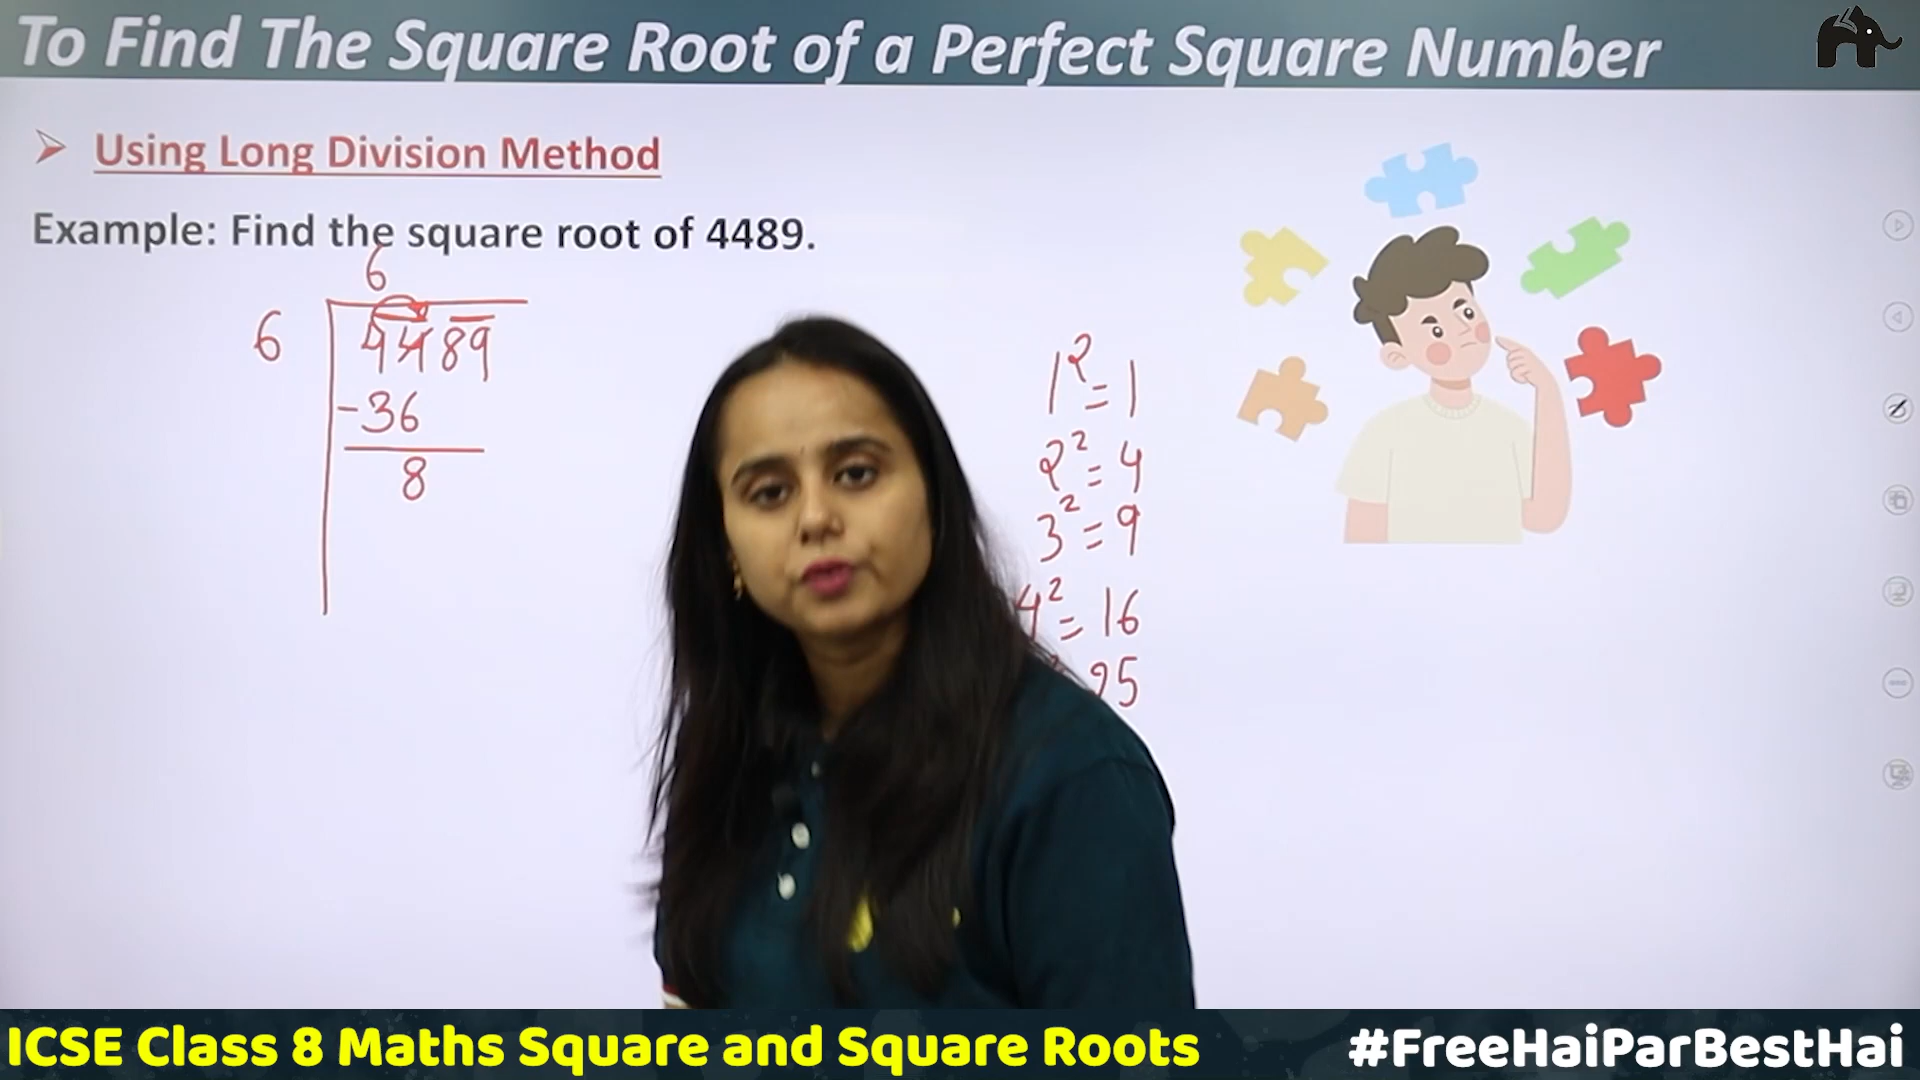 To Find The Square Root of a Perfect Square Number
Using Long Division Method
Example: Find the square root of 4489.
6
6 4489
-36
8
1²=1
2²=4
3²=9
4²=16
25
ICSE Class 8 Maths Square and Square Roots
#FreeHaiParBestHai